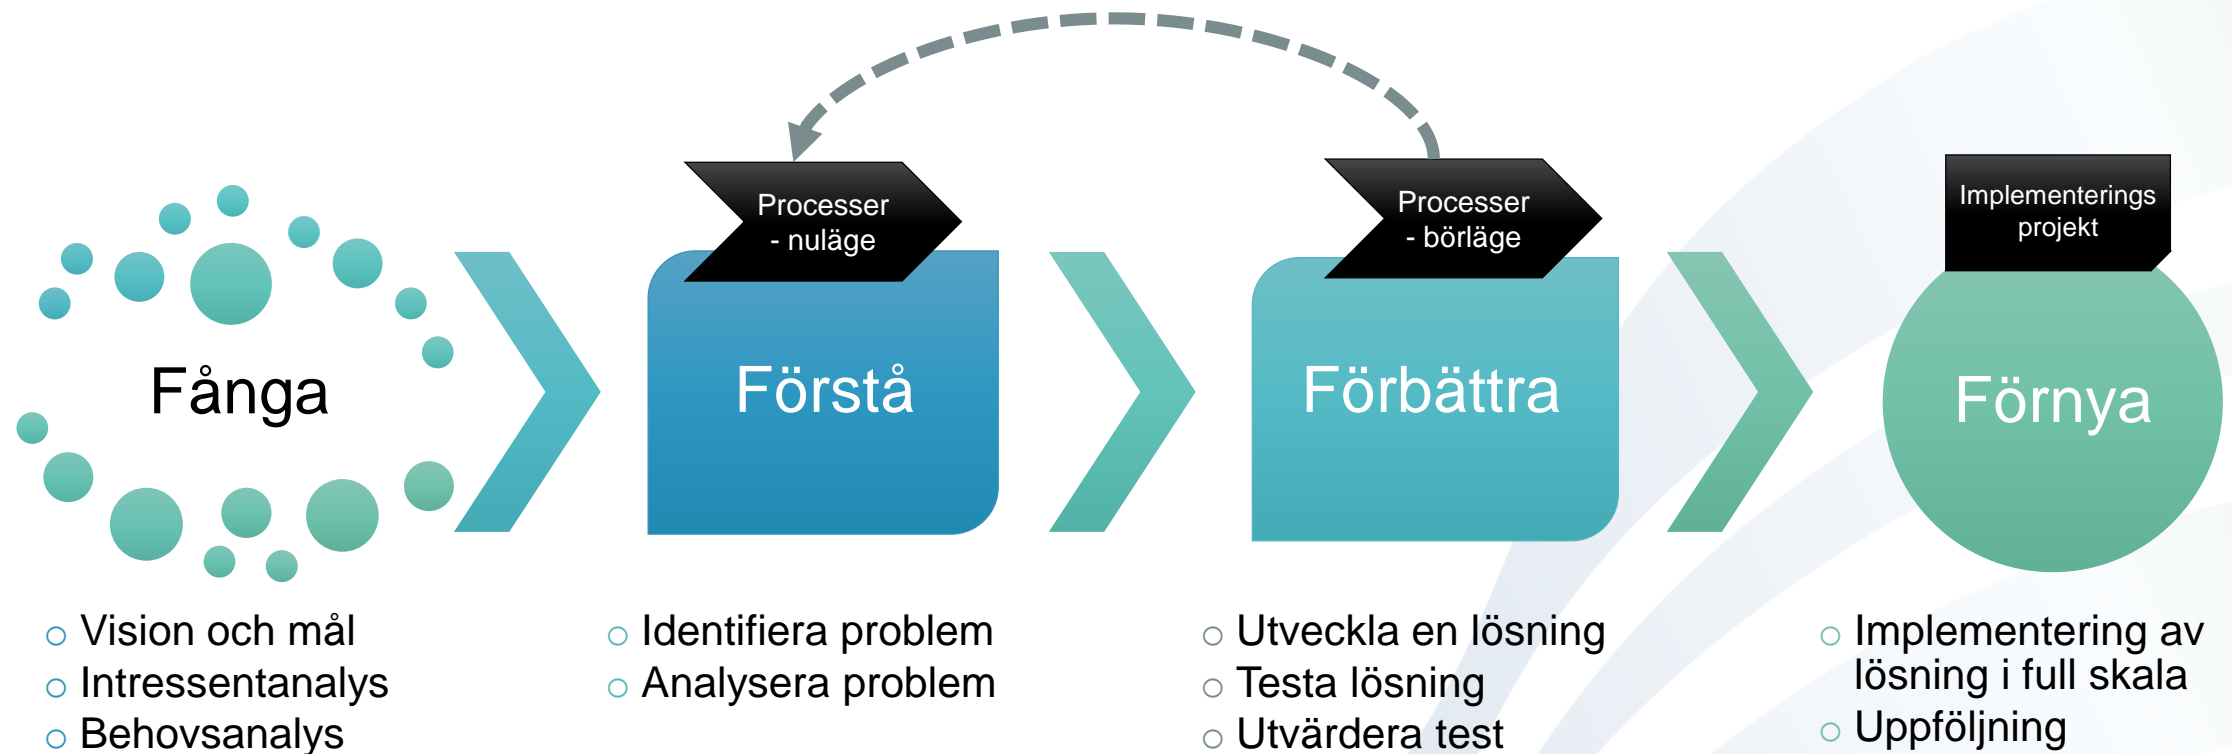 Processer
- nuläge
Processer
- börläge
Implementerings
projekt
Fånga
Förstå
Förbättra
Förnya
Vision och mål
Intressentanalys
Behovsanalys
Identifiera problem
Analysera problem
Utveckla en lösning
Testa lösning
Utvärdera test
Implementering av
lösning i full skala
Uppföljning